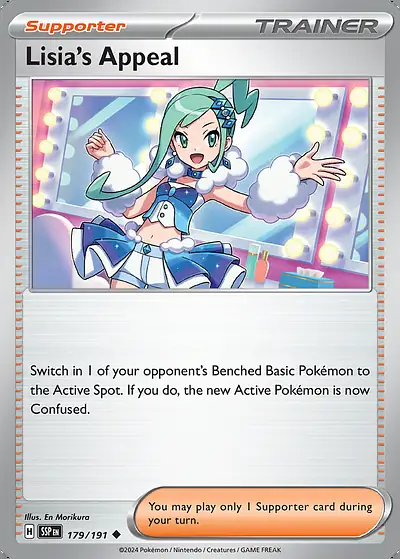 Supporter
TRAINER
Lisia's Appeal
Switch in 1 of your opponent's Benched Basic Pokémon to
the Active Spot. If you do, the new Active Pokémon is now
Confused.
Illus. En Morikura
You may play only 1 Supporter card during
your turn.
H SSP EN 179/191 ◆
©2024 Pokémon / Nintendo / Creatures / GAME FREAK